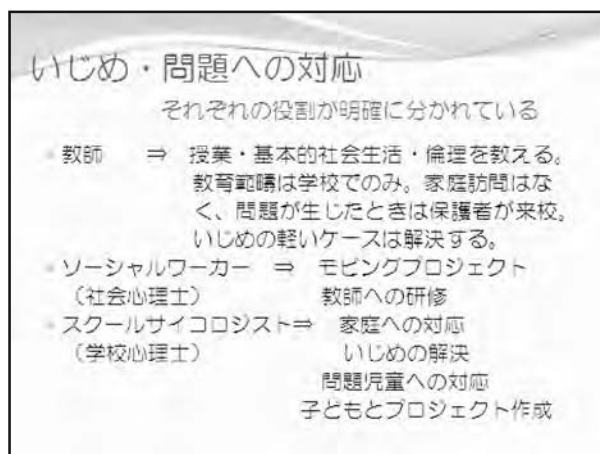 いじめ・問題への対応
それぞれの役割が明確に分かれている
教師 ⇒ 授業・基本的社会生活・倫理を教える。
教育範疇は学校でのみ。家庭訪問はな
く、問題が生じたときは保護者が来校。
いじめの軽いケースは解決する。
ソーシャルワーカー ⇒ モビングプロジェクト
（社会心理士） 教師への研修
スクールサイコロジスト⇒ 家庭への対応
（学校心理士） いじめの解決
問題児童への対応
子どもとプロジェクト作成